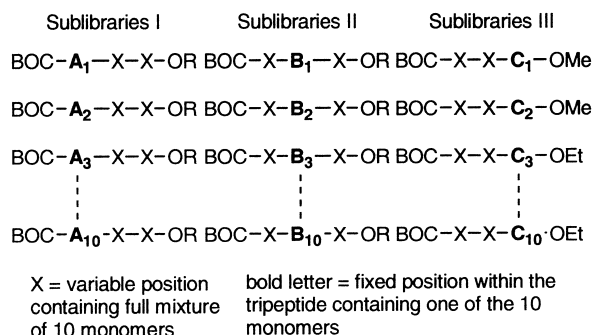 Sublibraries I Sublibraries II Sublibraries III
BOC–A1–X–X–OR BOC–X–B1–X–OR BOC–X–X–C1–OMe
BOC–A2–X–X–OR BOC–X–B2–X–OR BOC–X–X–C2–OMe
BOC–A3–X–X–OR BOC–X–B3–X–OR BOC–X–X–C3–OEt
BOC–A10-X–X–OR BOC–X–B10-X–OR BOC–X–X–C10-OEt
X = variable position
containing full mixture
of 10 monomers
bold letter = fixed position within the
tripeptide containing one of the 10
monomers